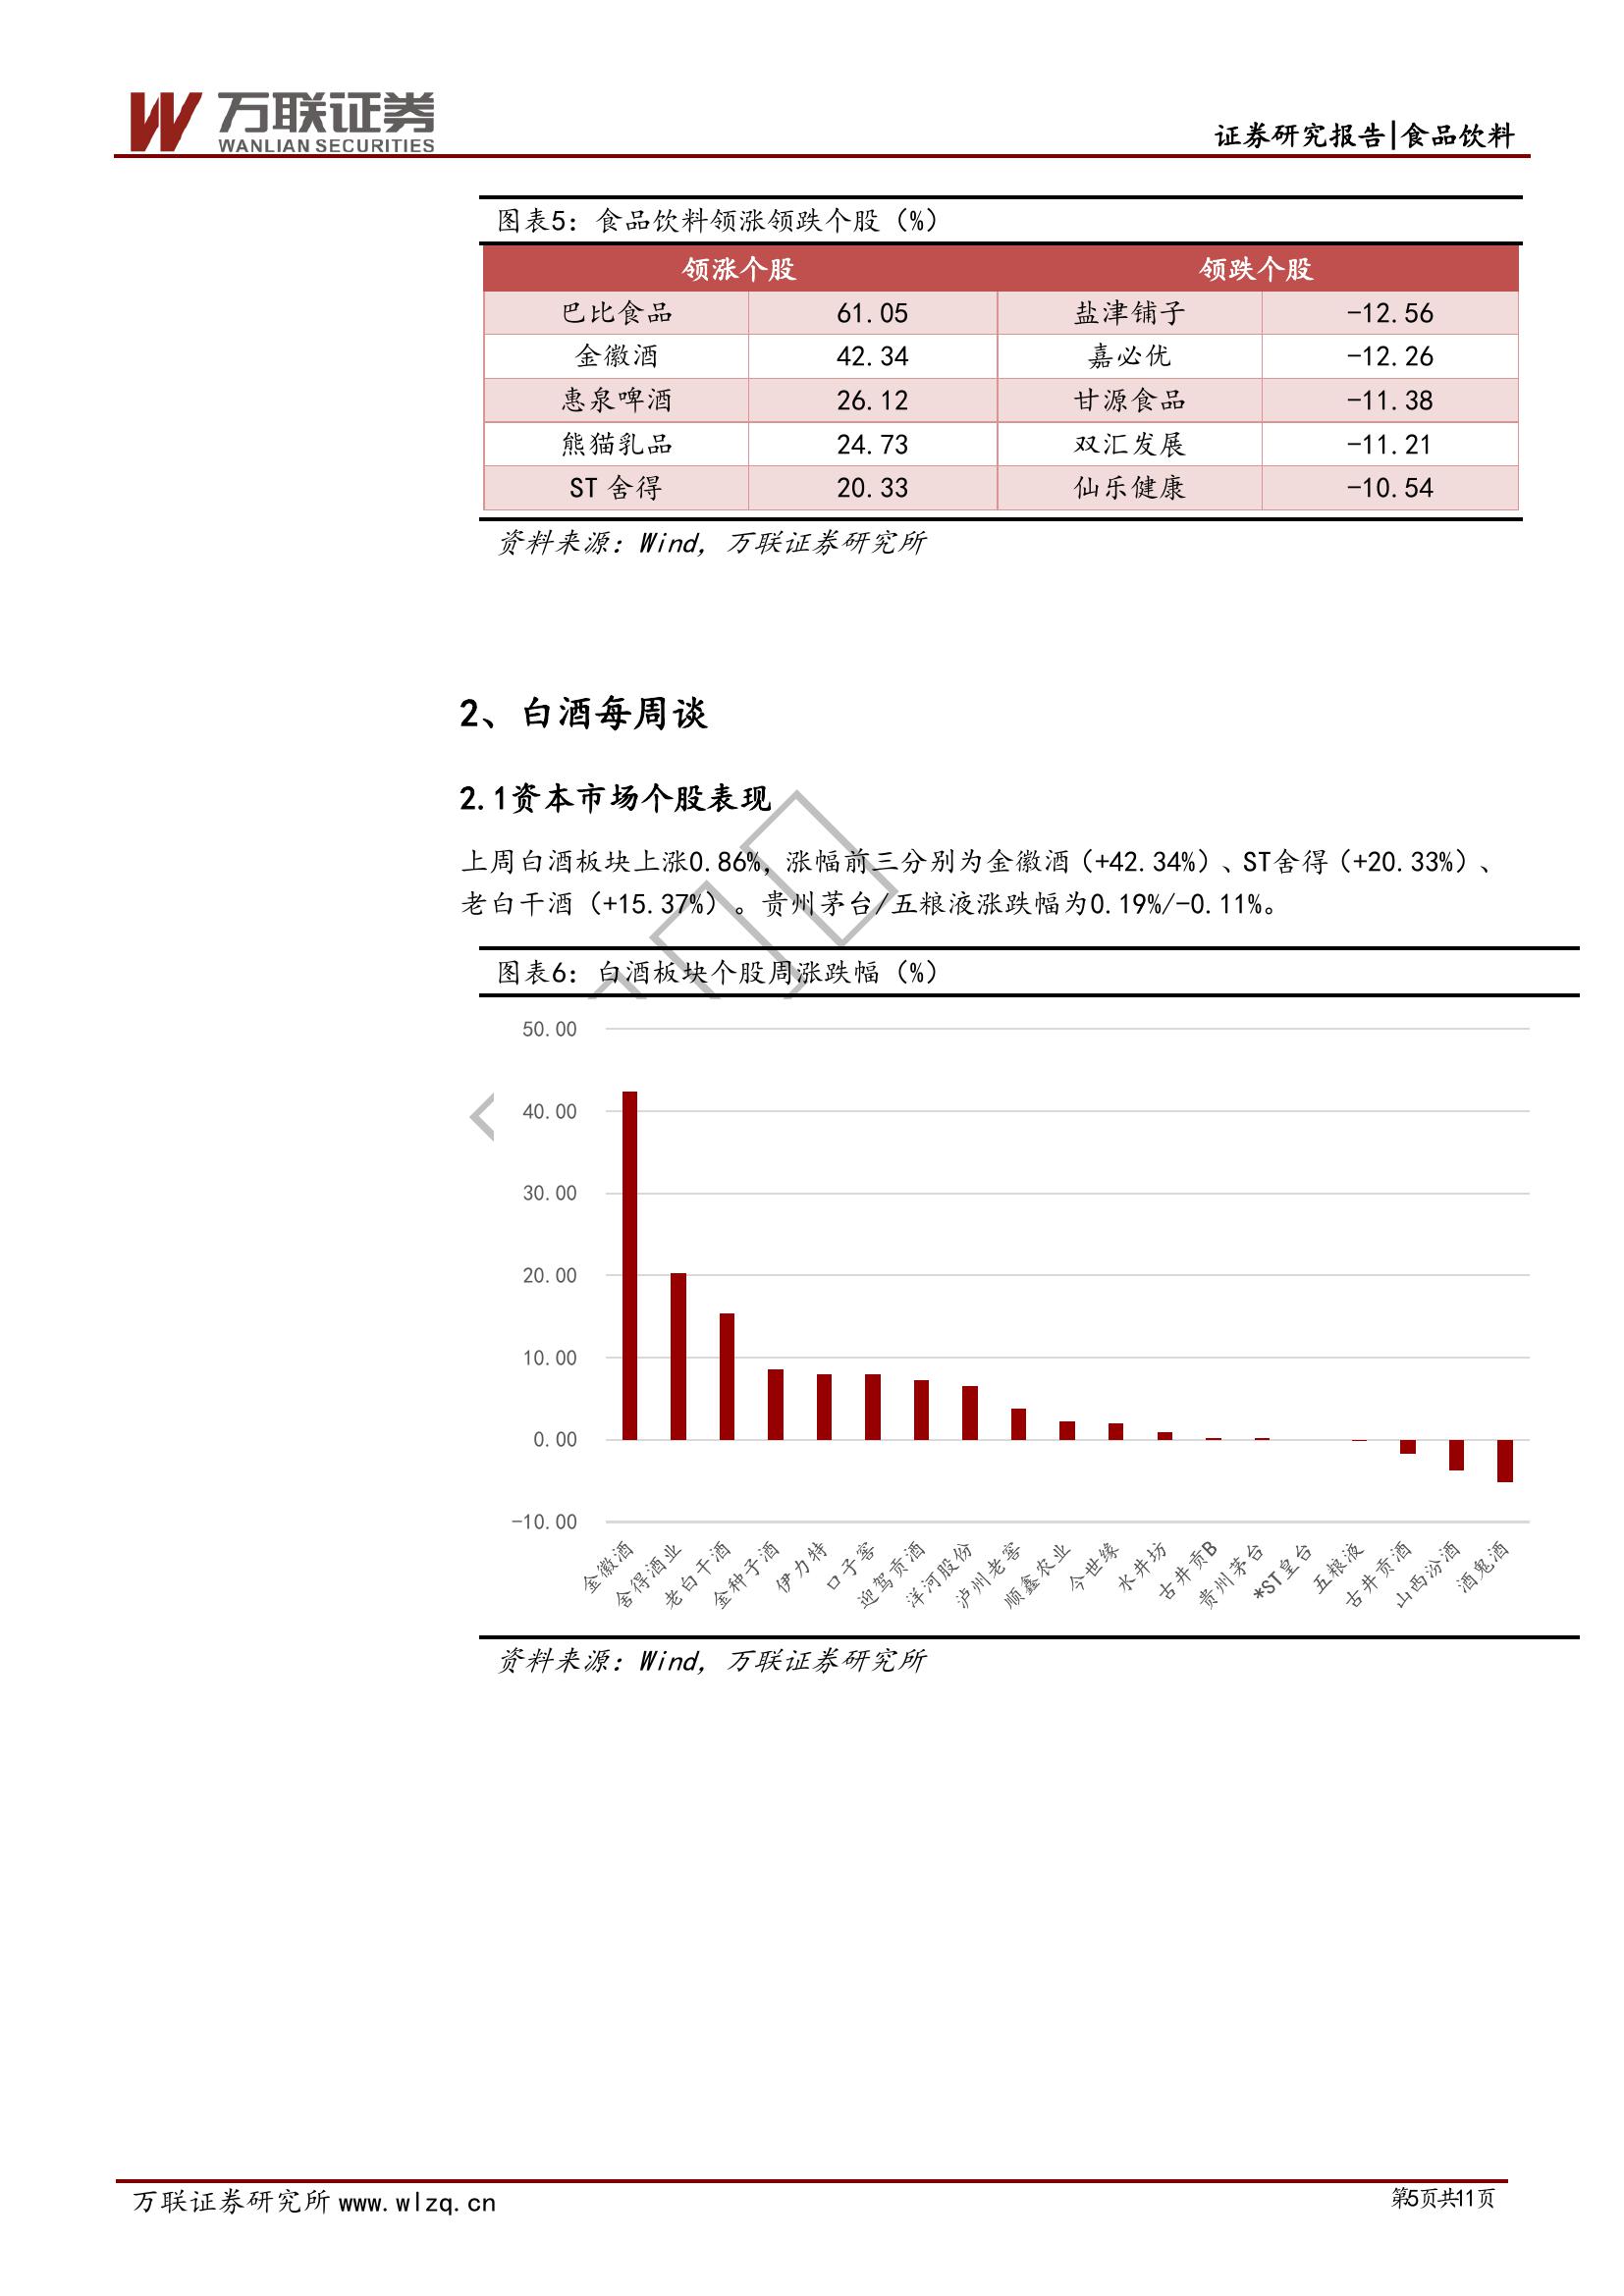 万联证券
WANLIAN SECURITIES
证券研究报告|食品饮料
图表5：食品饮料领涨领跌个股（%）
领涨个股 领跌个股
巴比食品 61.05 盐津铺子 -12.56
金徽酒 42.34 嘉必优 -12.26
惠泉啤酒 26.12 甘源食品 -11.38
熊猫乳品 24.73 双汇发展 -11.21
ST 舍得 20.33 仙乐健康 -10.54
资料来源：Wind，万联证券研究所
2、白酒每周谈
2.1资本市场个股表现
上周白酒板块上涨0.86%，涨幅前三分别为金徽酒（+42.34%）、ST舍得（+20.33%）、
老白干酒（+15.37%）。贵州茅台/五粮液涨跌幅为0.19%/-0.11%。
图表6：白酒板块个股周涨跌幅（%）
50.00
40.00
30.00
20.00
10.00
0.00
-10.00
金徽酒 舍得酒业 老白干酒 金种子酒 伊力特 口子窖 迎驾贡酒 洋河股份 泸州老窖 顺鑫农业 今世缘 水井坊 古井贡B 贵州茅台 *ST皇台 五粮液 古井贡酒 山西汾酒 酒鬼酒
资料来源：Wind，万联证券研究所
万联证券研究所 www.wlzq.cn 第5页共11页